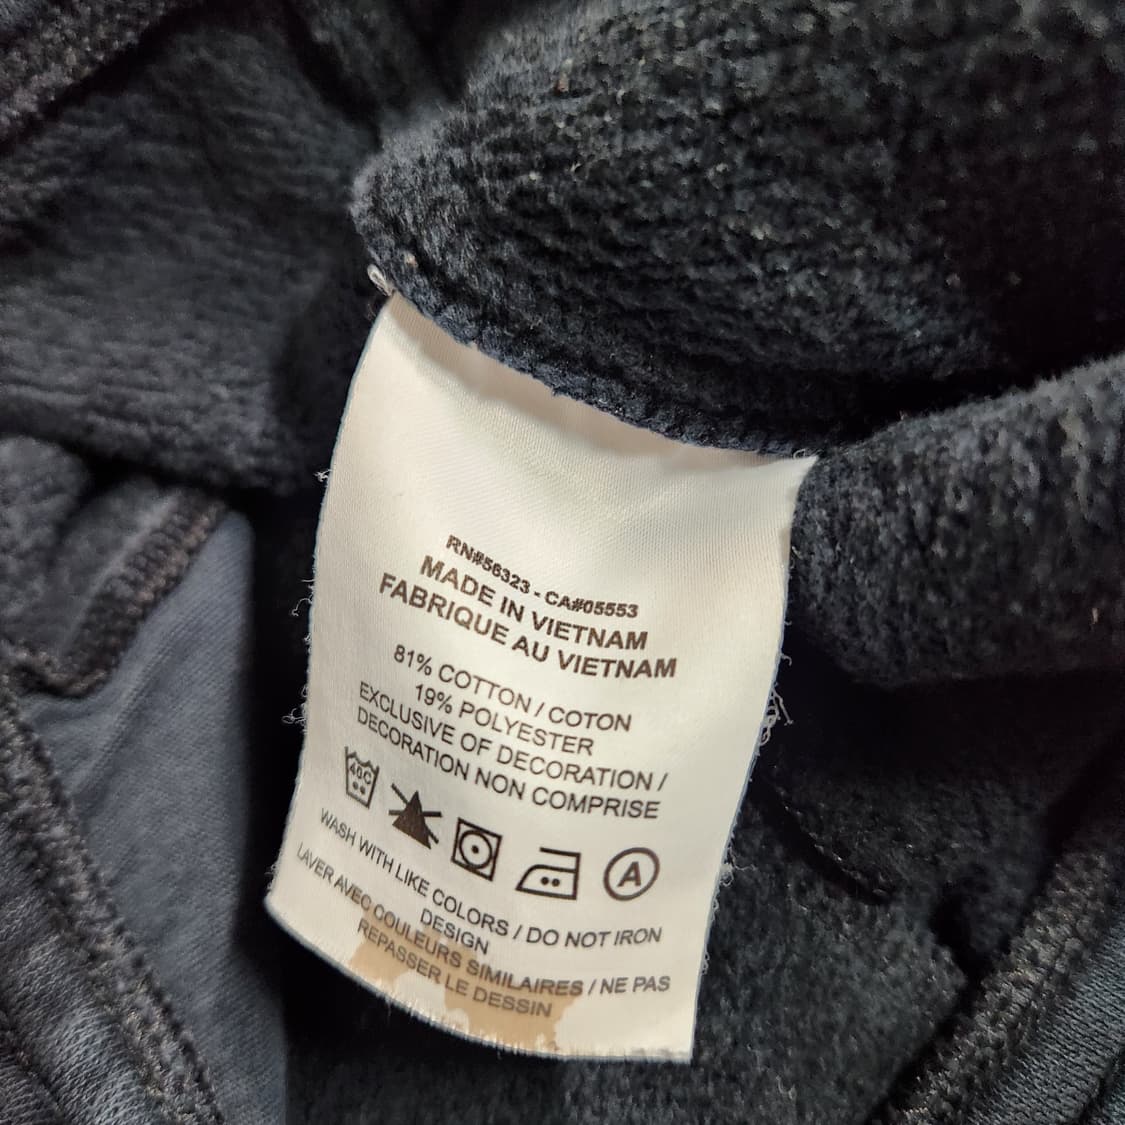 RN#56323 - CA#05553
MADE IN VIETNAM
FABRIQUE AU VIETNAM
81% COTTON / COTON
19% POLYESTER
EXCLUSIVE OF DECORATION /
DECORATION NON COMPRISE
40C
A
WASH WITH LIKE COLORS / DO NOT IRON
DESIGN
LAVER AVEC COULEURS SIMILAIRES / NE PAS
REPASSER LE DESSIN